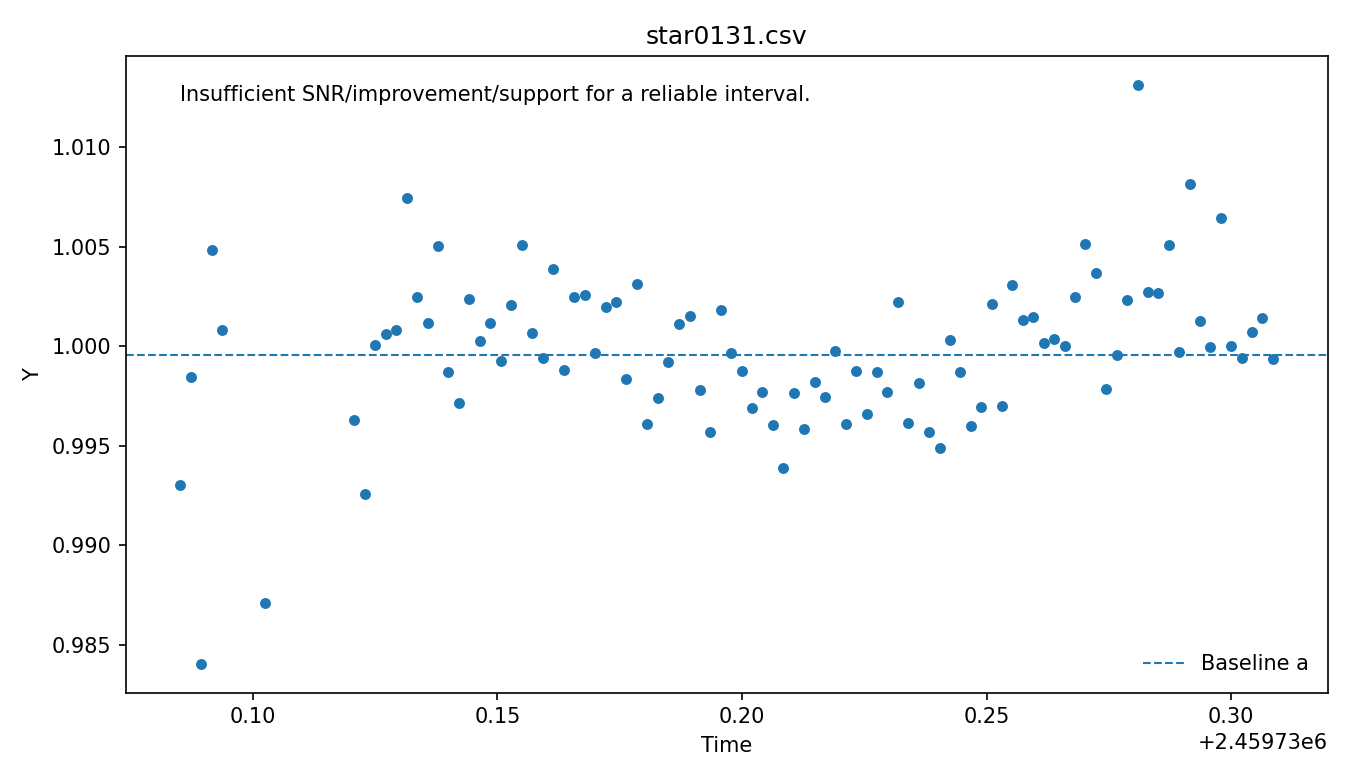 star0131.csv
Insufficient SNR/improvement/support for a reliable interval.
1.010
1.005
1.000
0.995
0.990
0.985
Y
Baseline a
0.10 0.15 0.20 0.25 0.30
+2.45973e6
Time